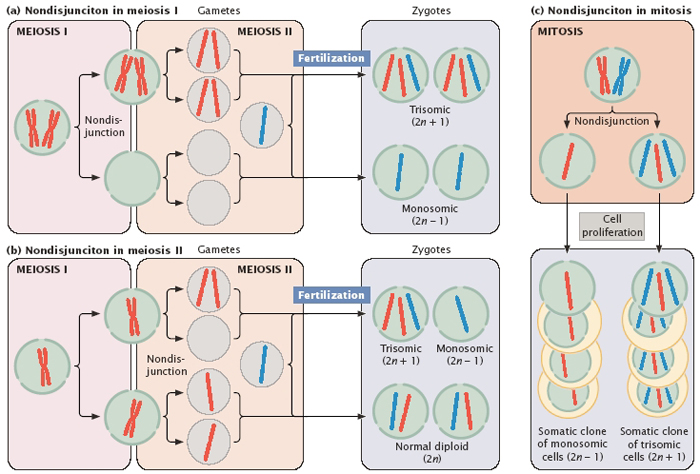 (a) Nondisjunciton in meiosis I
Gametes
Zygotes
MEIOSIS I
MEIOSIS II
Nondis-
junction
Fertilization
Trisomic
(2n + 1)
Monosomic
(2n – 1)
(b) Nondisjunciton in meiosis II
Gametes
Zygotes
MEIOSIS I
MEIOSIS II
Nondis-
junction
Fertilization
Trisomic
(2n + 1)
Monosomic
(2n – 1)
Normal diploid
(2n)
(c) Nondisjunciton in mitosis
MITOSIS
Nondisjunction
Cell
proliferation
Somatic clone
of monosomic
cells (2n – 1)
Somatic clone
of trisomic
cells (2n + 1)